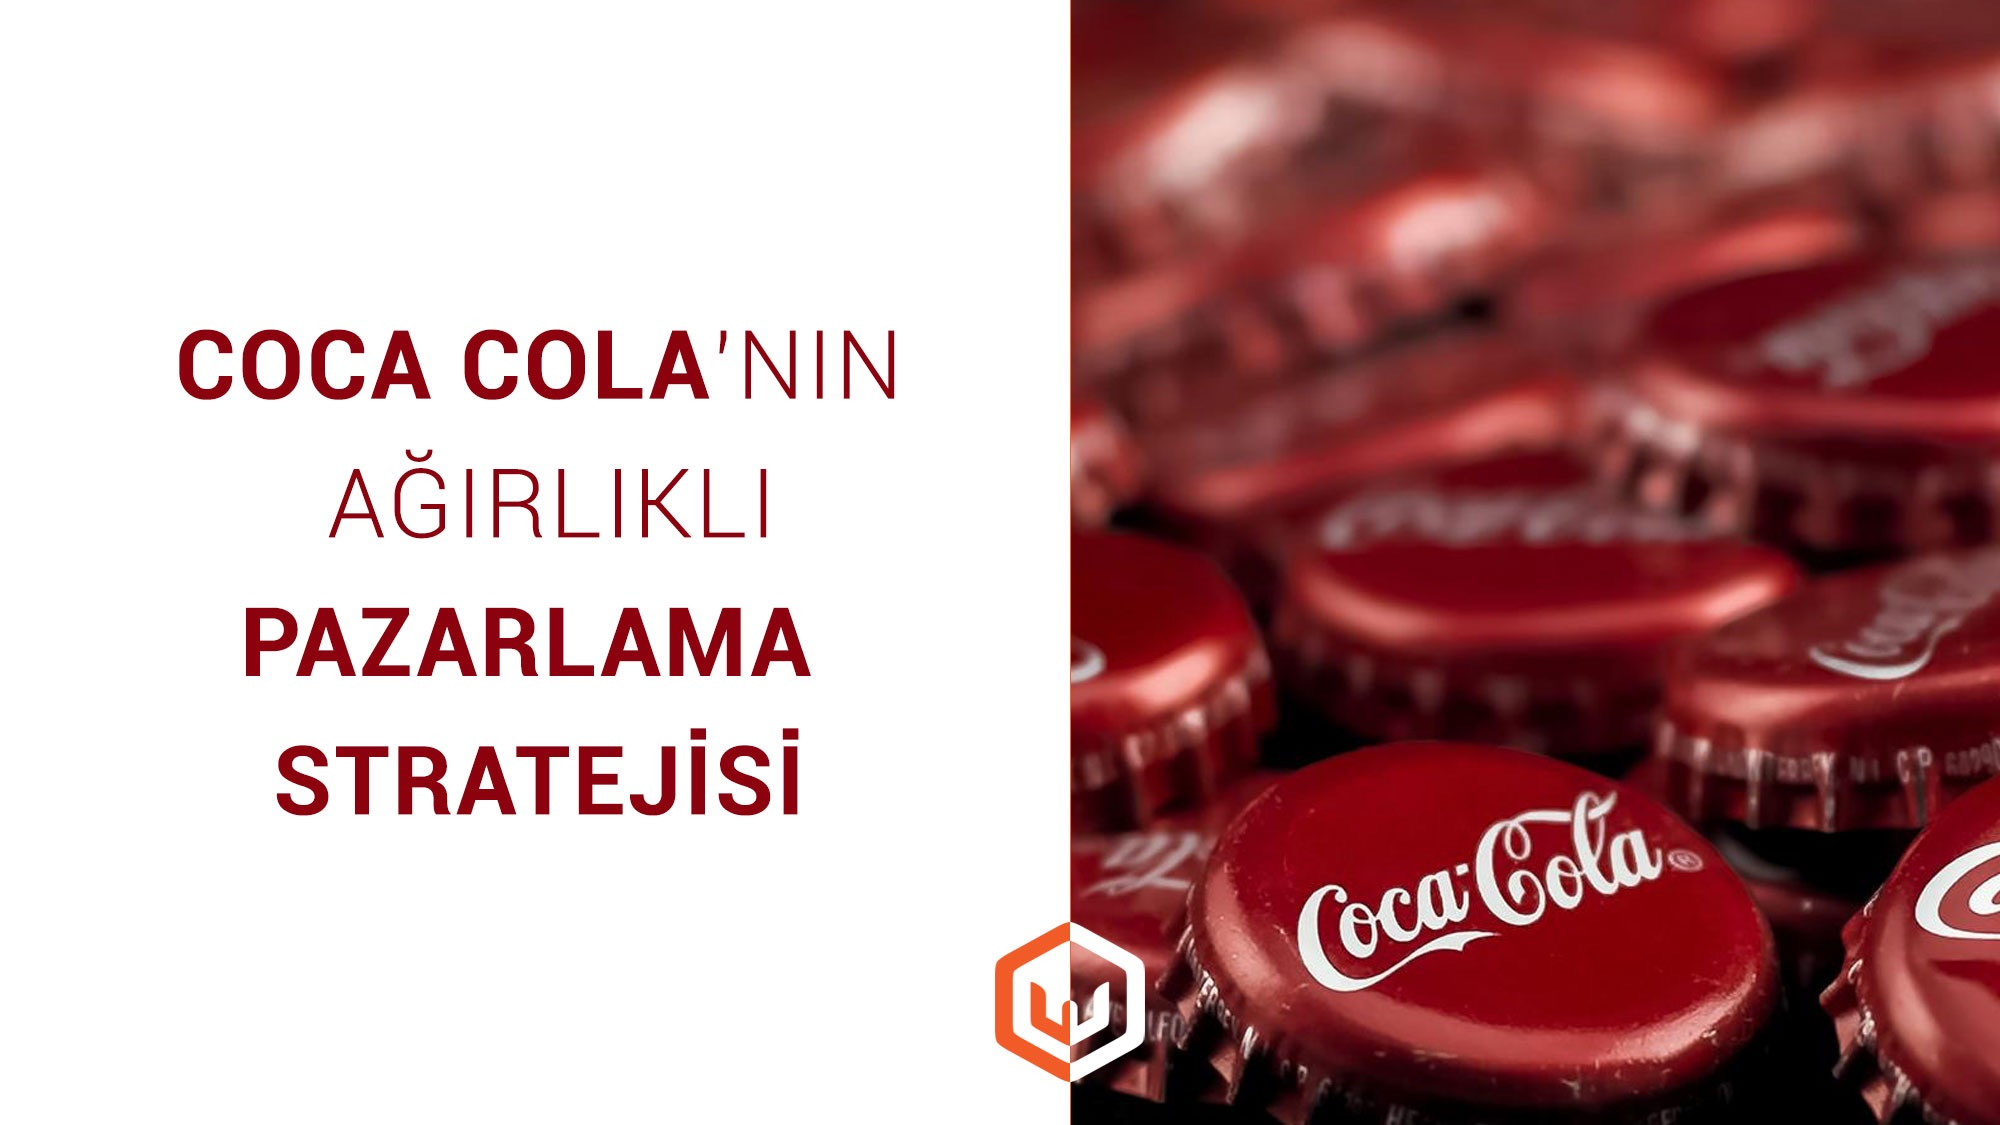 COCA COLA'NIN
AĞIRLIKLI
PAZARLAMA
STRATEJİSİ
Coca-Cola®